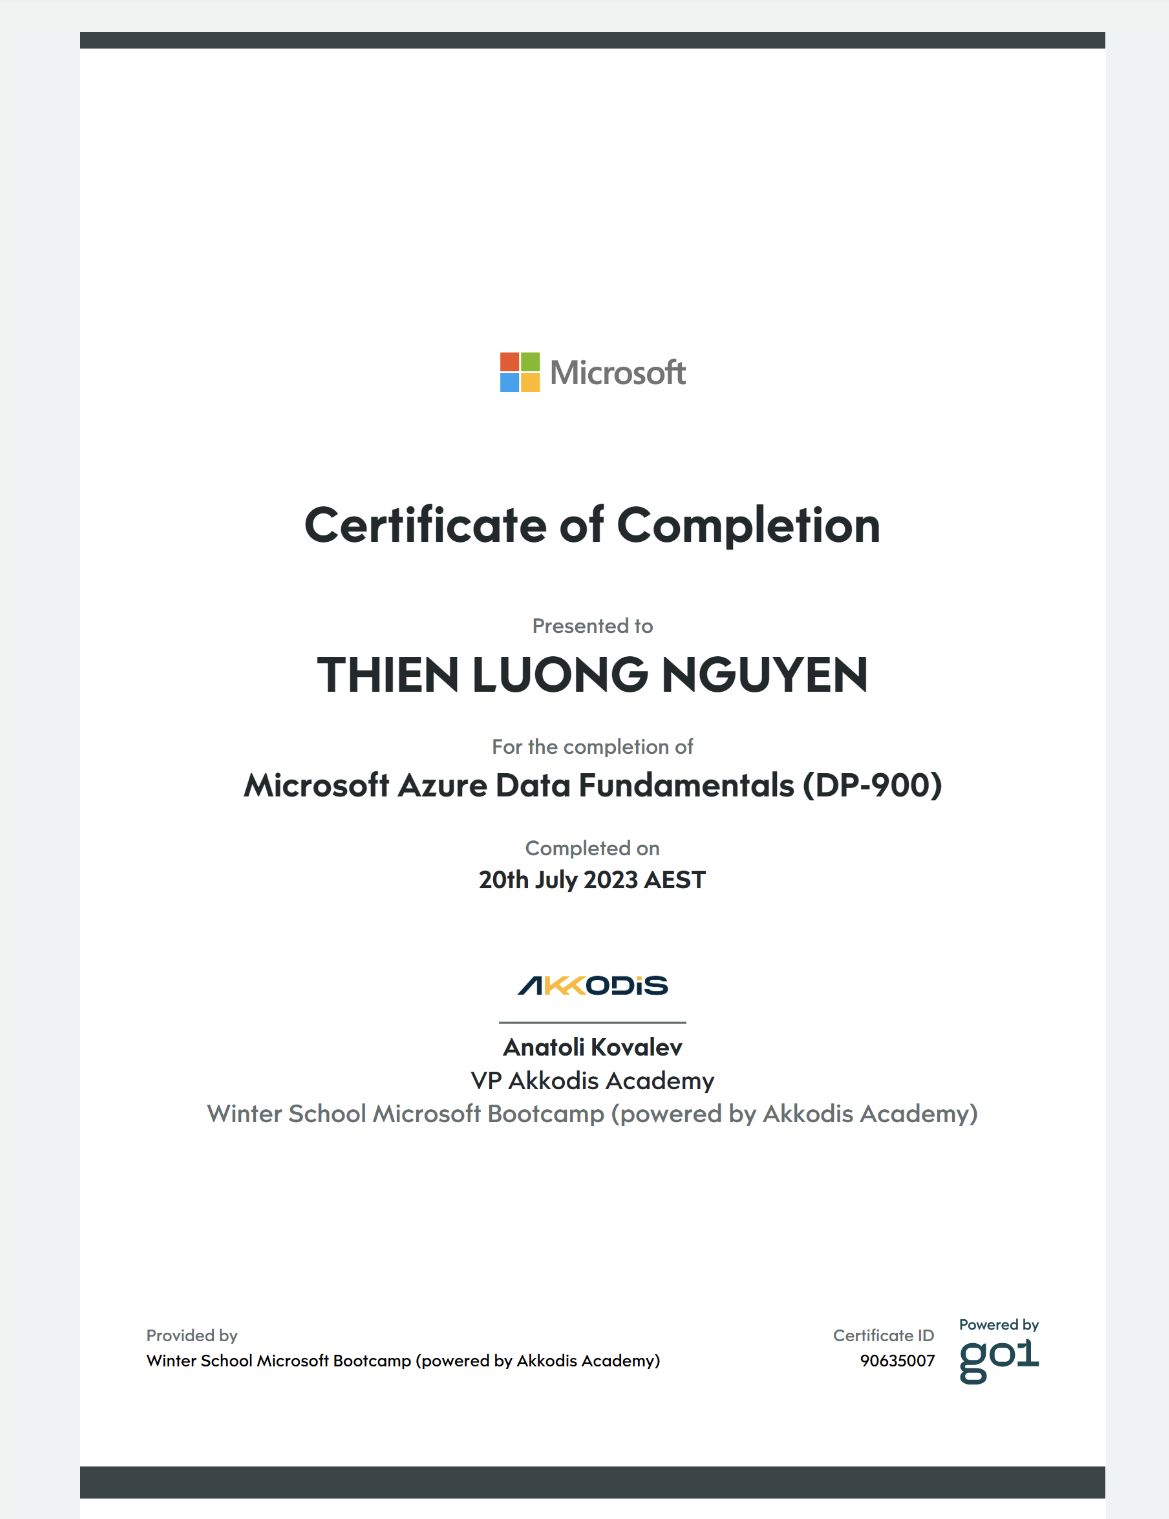 Microsoft
Certificate of Completion
Presented to
THIEN LUONG NGUYEN
For the completion of
Microsoft Azure Data Fundamentals (DP-900)
Completed on
20th July 2023 AEST
AKKODiS
Anatoli Kovalev
VP Akkodis Academy
Winter School Microsoft Bootcamp (powered by Akkodis Academy)
Provided by
Winter School Microsoft Bootcamp (powered by Akkodis Academy)
Certificate ID
90635007
Powered by
go1